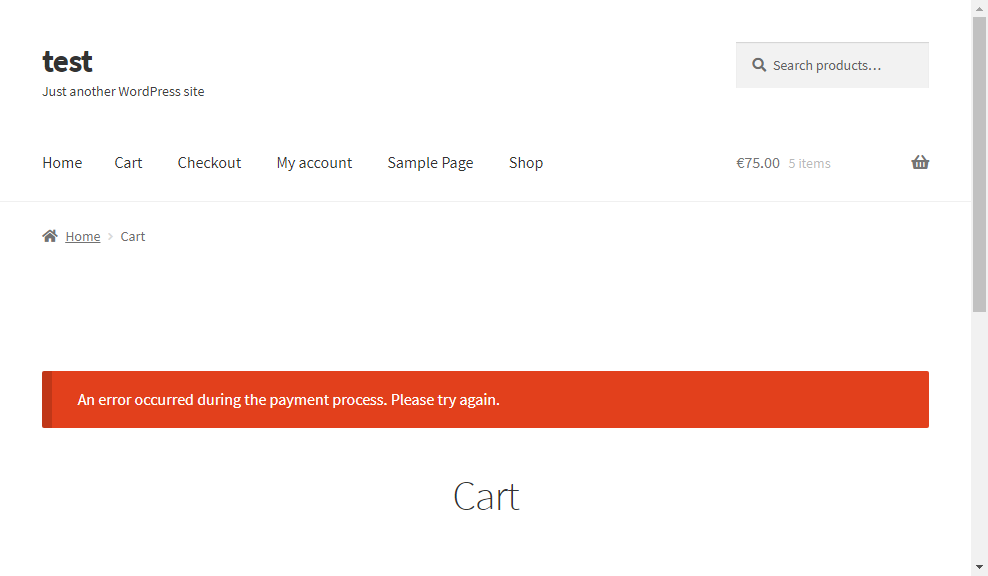 test
Just another WordPress site
Search products…
Home Cart Checkout My account Sample Page Shop
€75.00 5 items
Home Cart
An error occurred during the payment process. Please try again.
Cart